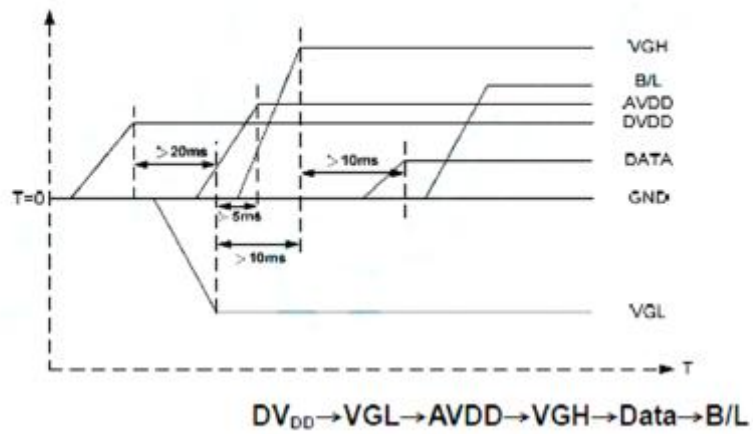 VGH
B/L
AVDD
DVDD
> 20ms
> 10ms
DATA
T=0
GND
> 5ms
> 10ms
VGL
T
DVDD→VGL→AVDD→VGH→Data→B/L